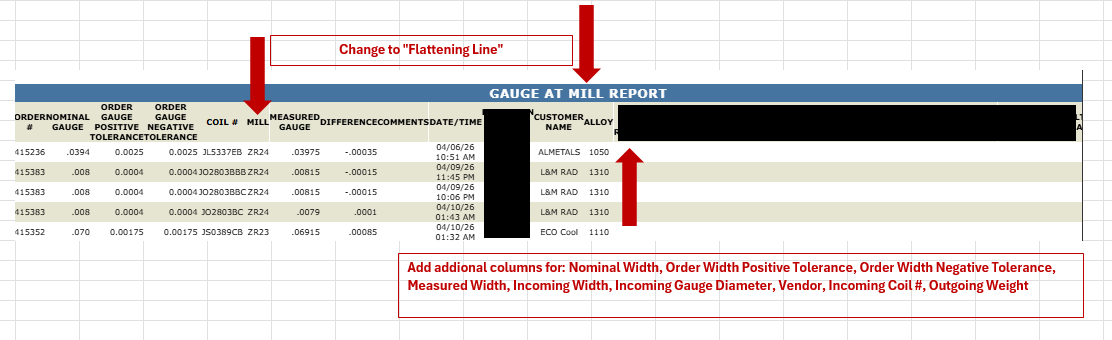 Change to "Flattening Line"
GAUGE AT MILL REPORT
ORDER # NOMINAL GAUGE ORDER GAUGE POSITIVE TOLERANCE ORDER GAUGE NEGATIVE TOLERANCE COIL # MILL MEASURED GAUGE DIFFERENCE COMMENTS DATE/TIME CUSTOMER NAME ALLOY
415236 .0394 0.0025 0.0025 JL5337EB ZR24 .03975 -.00035 04/06/26 10:51 AM ALMETALS 1050
415383 .008 0.0004 0.0004 JO2803BBB ZR24 .00815 -.00015 04/09/26 11:45 PM L&M RAD 1310
415383 .008 0.0004 0.0004 JO2803BBC ZR24 .00815 -.00015 04/09/26 10:06 PM L&M RAD 1310
415383 .008 0.0004 0.0004 JO2803BC ZR24 .0079 .0001 04/10/26 01:43 AM L&M RAD 1310
415352 .070 0.00175 0.00175 JS0389CB ZR23 .06915 .00085 04/10/26 01:32 AM ECO Cool 1110
Add addional columns for: Nominal Width, Order Width Positive Tolerance, Order Width Negative Tolerance,
Measured Width, Incoming Width, Incoming Gauge Diameter, Vendor, Incoming Coil #, Outgoing Weight